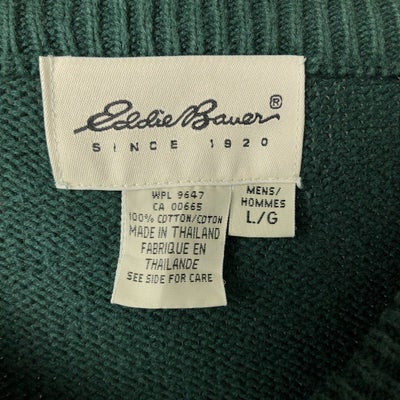 Eddie Bauer®
SINCE 1920
WPL 9647
CA 00665
100% COTTON/COTON
MADE IN THAILAND
FABRIQUE EN
THAILANDE
SEE SIDE FOR CARE
MENS/
HOMMES
L/G